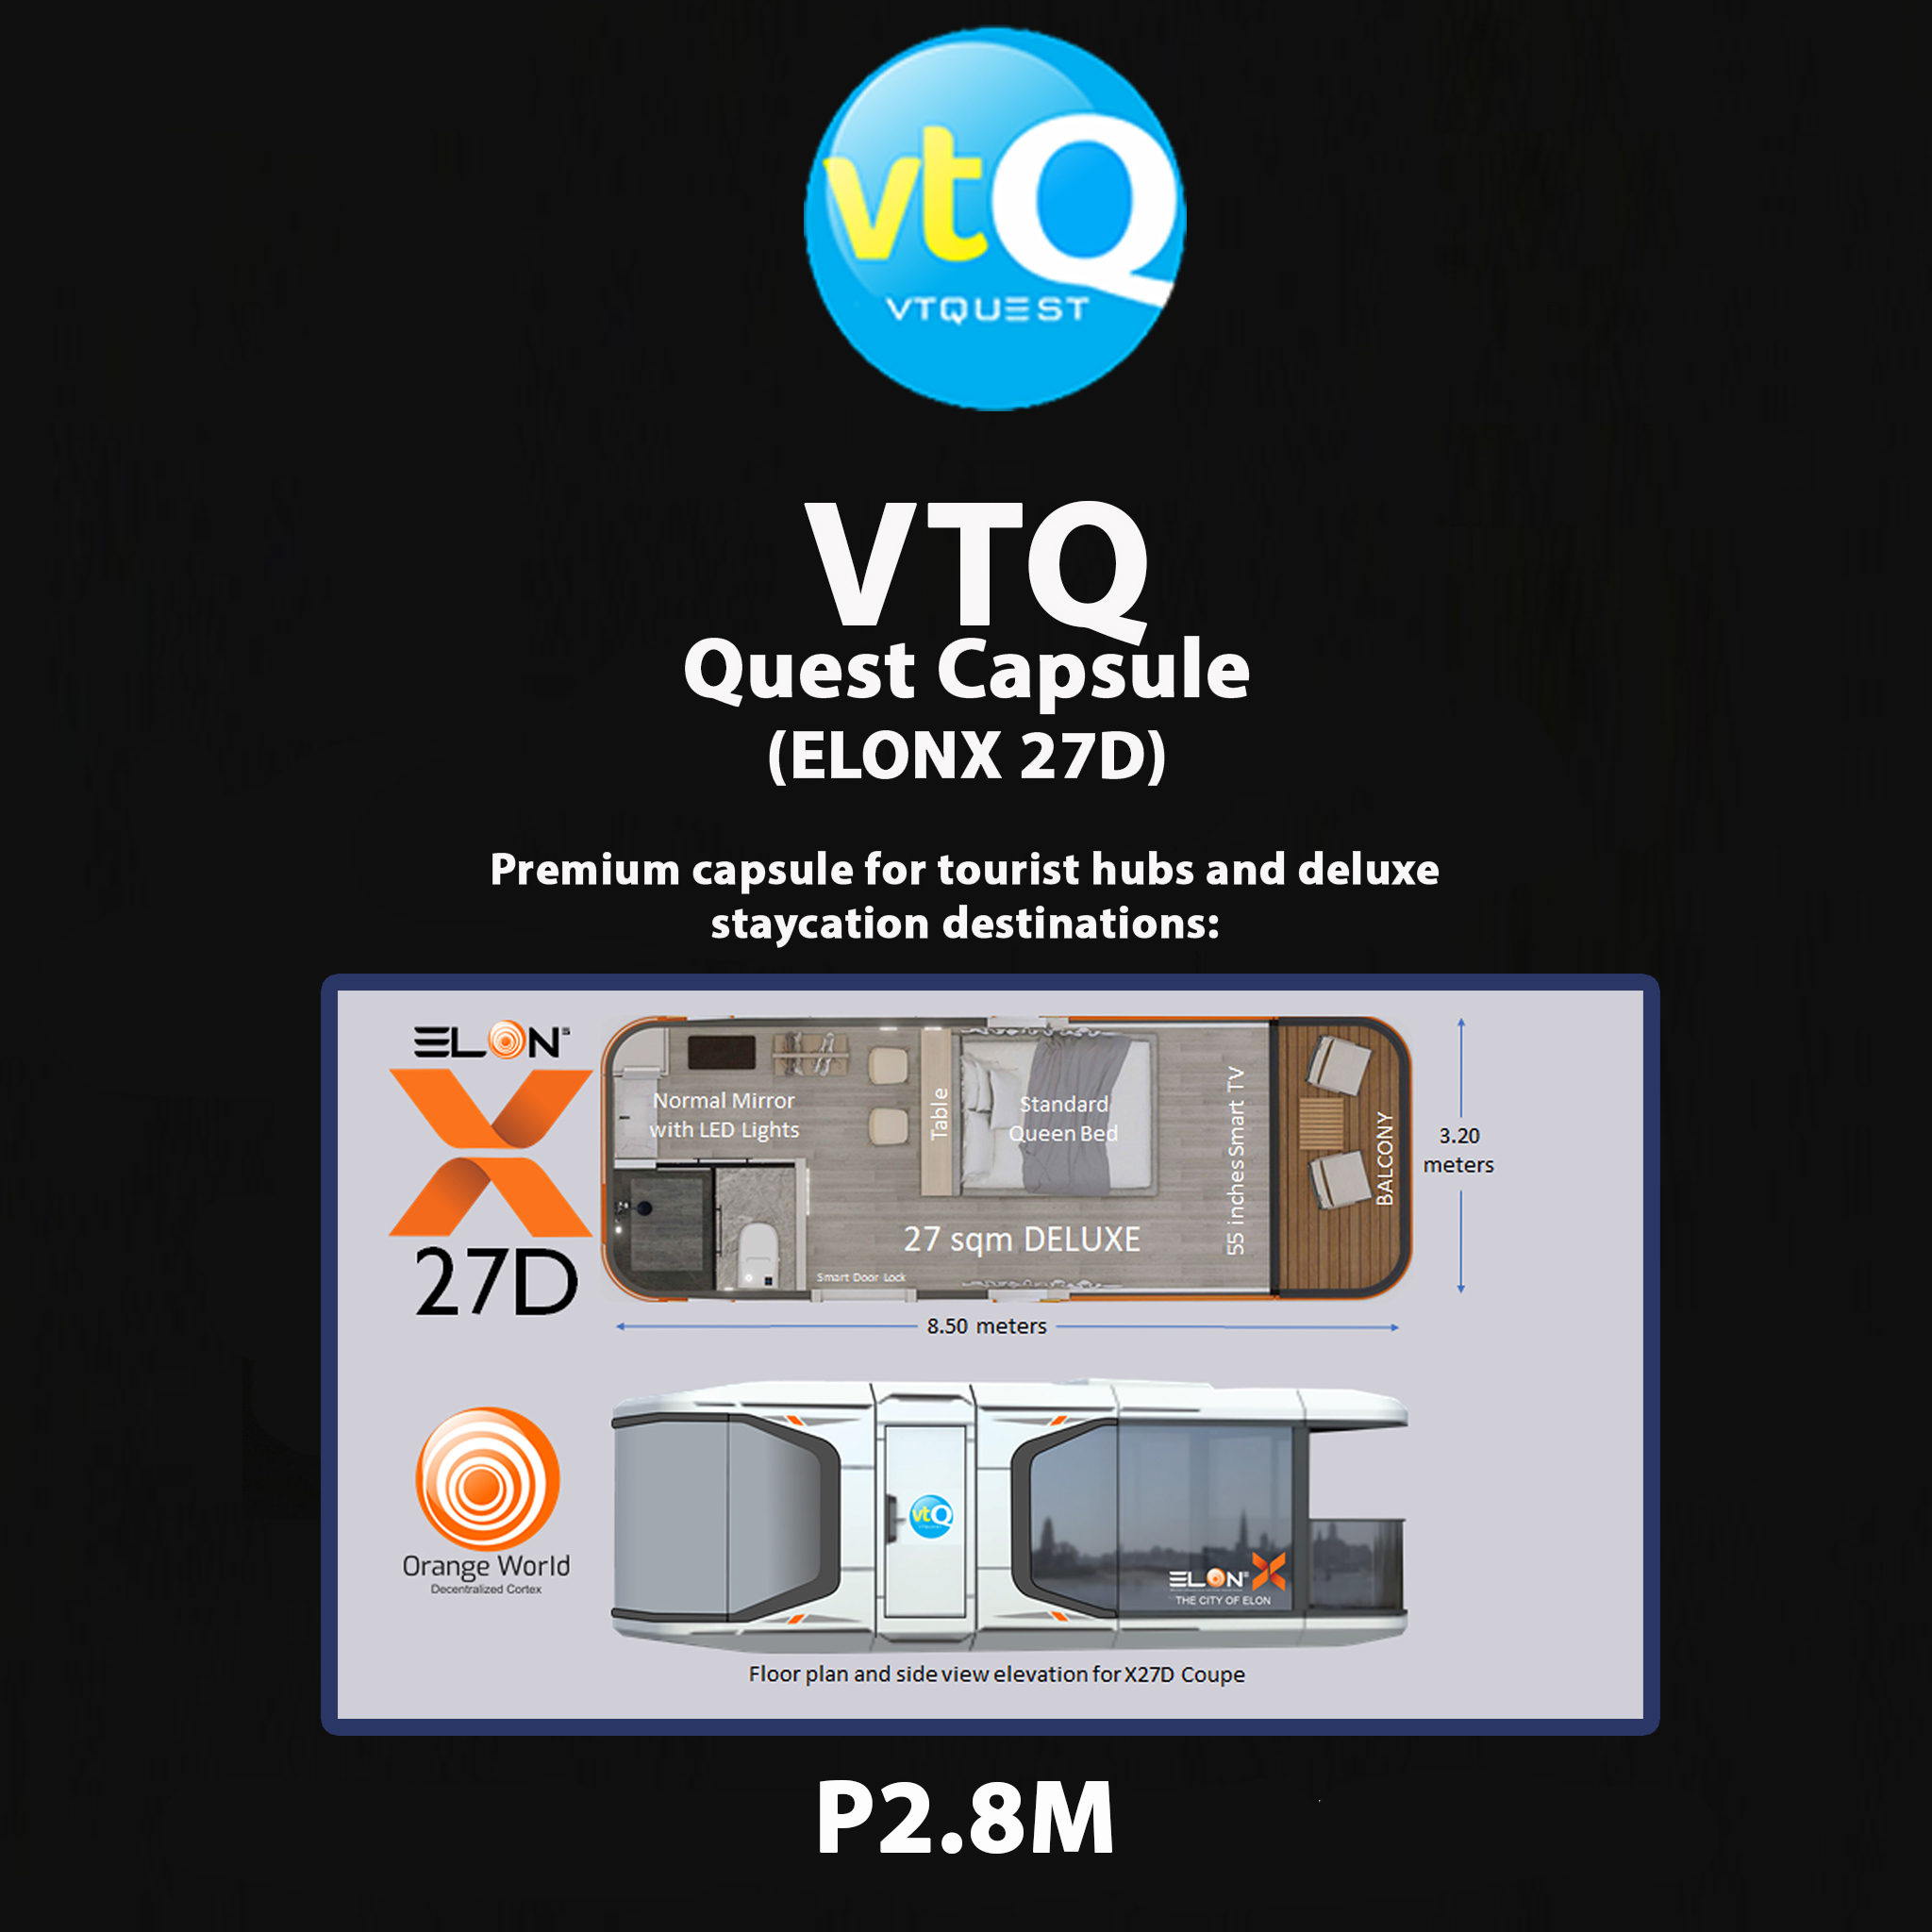 vtQ
VTQUEST
VTQ
Quest Capsule
(ELONX 27D)
Premium capsule for tourist hubs and deluxe
staycation destinations:
ELON
X
27D
Normal Mirror
with LED Lights
Table
Standard
Queen Bed
55 inches Smart TV
BALCONY
27 sqm DELUXE
Smart Door Lock
3.20
meters
8.50 meters
Orange World
Decentralized Cortex
vtQ
ELON X
THE CITY OF ELON
Floor plan and side view elevation for X27D Coupe
P2.8M